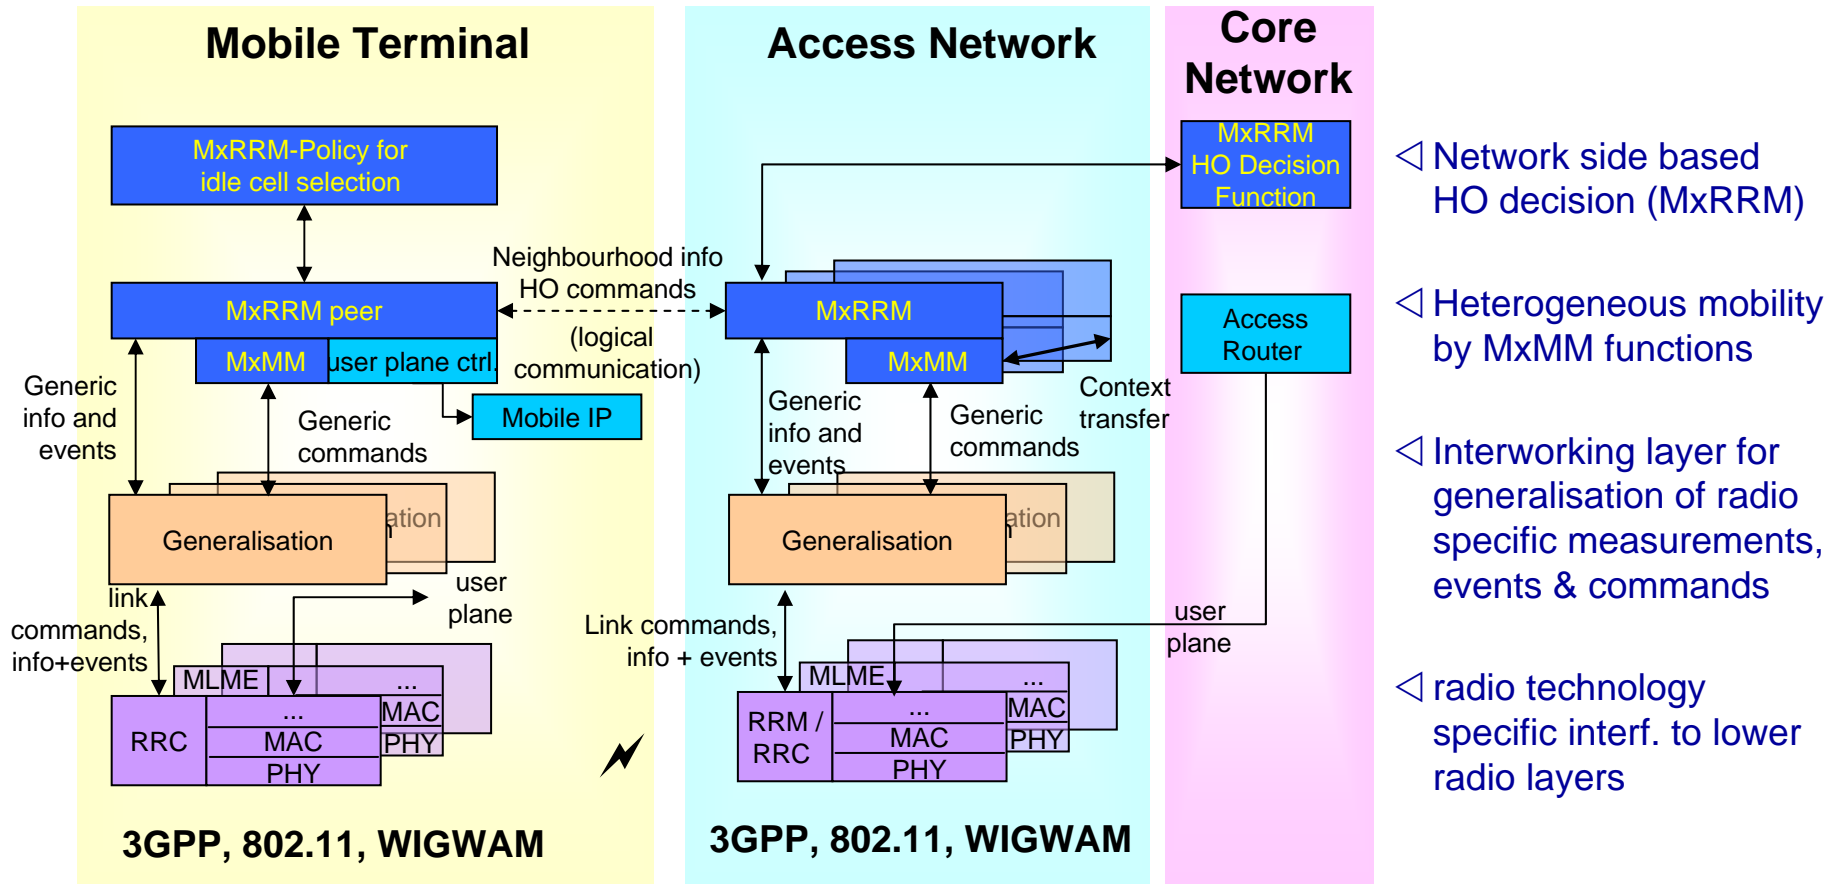 Mobile Terminal
Access Network
Core
Network
MxRRM-Policy for
idle cell selection
MxRRM
HO Decision
Function
Network side based
HO decision (MxRRM)
Neighbourhood info
HO commands
(logical
communication)
MxRRM peer
MxMM
user plane ctrl.
Mobile IP
MxRRM
MxMM
Access
Router
Heterogeneous mobility
by MxMM functions
Generic
info and
events
Generic
commands
Generic
info and
events
Generic
commands
Context
transfer
Interworking layer for
generalisation of radio
specific measurements,
events & commands
Generalisation
ation
n
Generalisation
ation
n
link
commands,
info+events
user
plane
Link commands,
info + events
user
plane
MLME
...
MAC
PHY
RRC
...
MAC
PHY
MLME
...
MAC
PHY
RRM /
RRC
...
MAC
PHY
radio technology
specific interf. to lower
radio layers
3GPP, 802.11, WIGWAM
3GPP, 802.11, WIGWAM